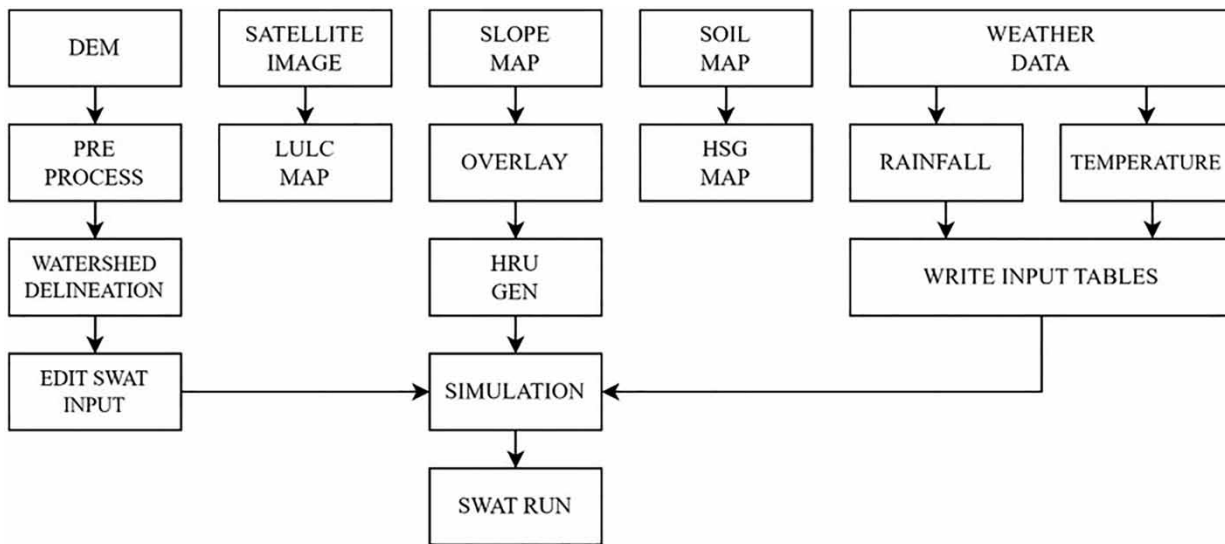 DEM
SATELLITE
IMAGE
SLOPE
MAP
SOIL
MAP
WEATHER
DATA
PRE
PROCESS
LULC
MAP
OVERLAY
HSG
MAP
RAINFALL
TEMPERATURE
WATERSHED
DELINEATION
HRU
GEN
WRITE INPUT TABLES
EDIT SWAT
INPUT
SIMULATION
SWAT RUN